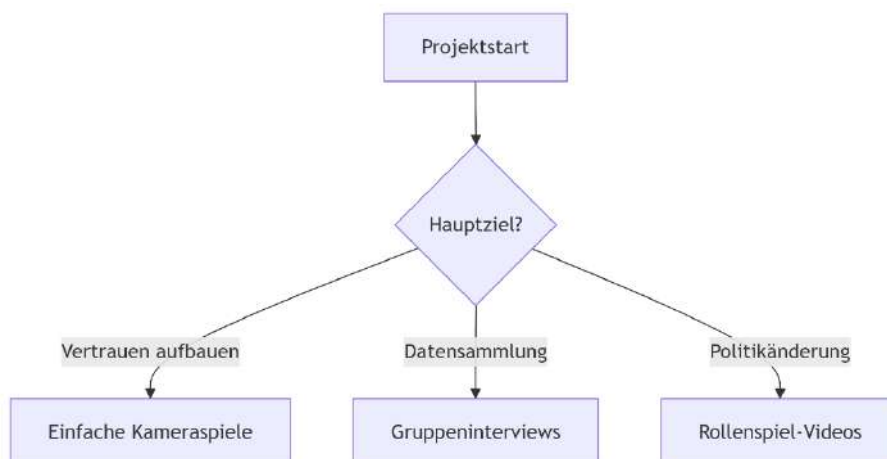 Projektstart
Hauptziel?
Vertrauen aufbauen
Datensammlung
Politikänderung
Einfache Kameraspiele
Gruppeninterviews
Rollenspiel-Videos